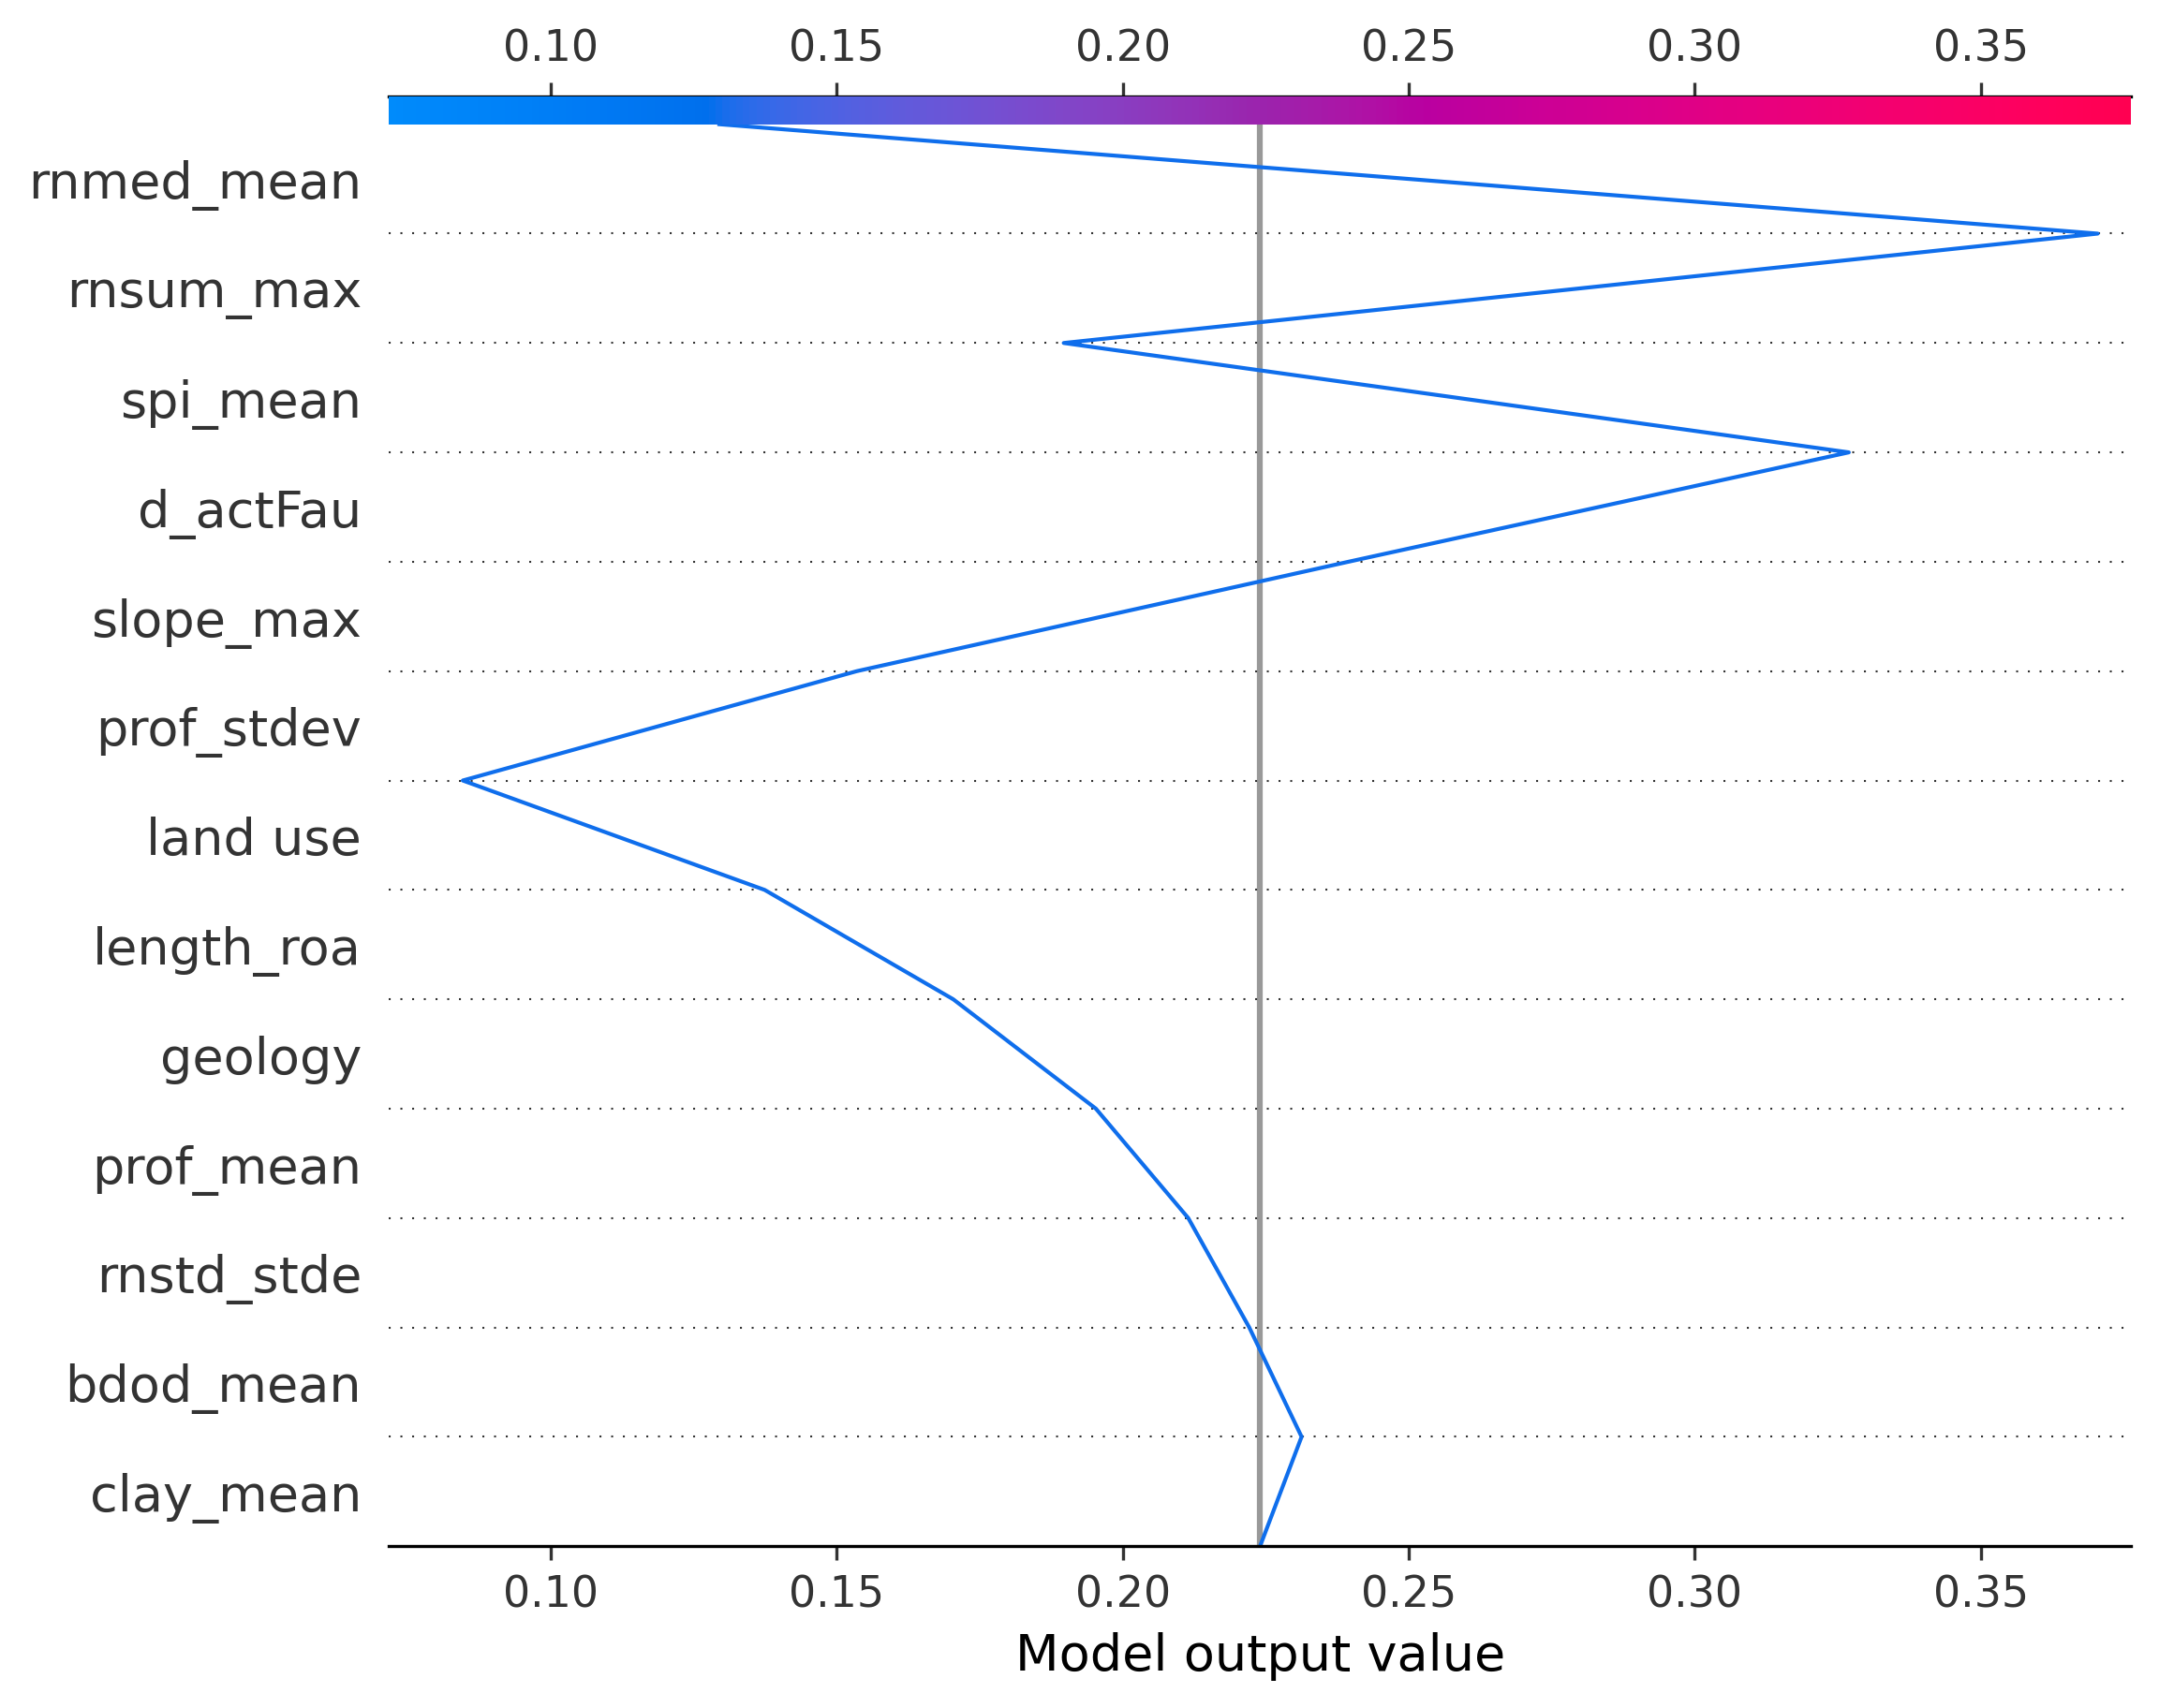 0.10 0.15 0.20 0.25 0.30 0.35
rnmed_mean
rnsum_max
spi_mean
d_actFau
slope_max
prof_stdev
land use
length_roa
geology
prof_mean
rnstd_stde
bdod_mean
clay_mean
0.10 0.15 0.20 0.25 0.30 0.35
Model output value